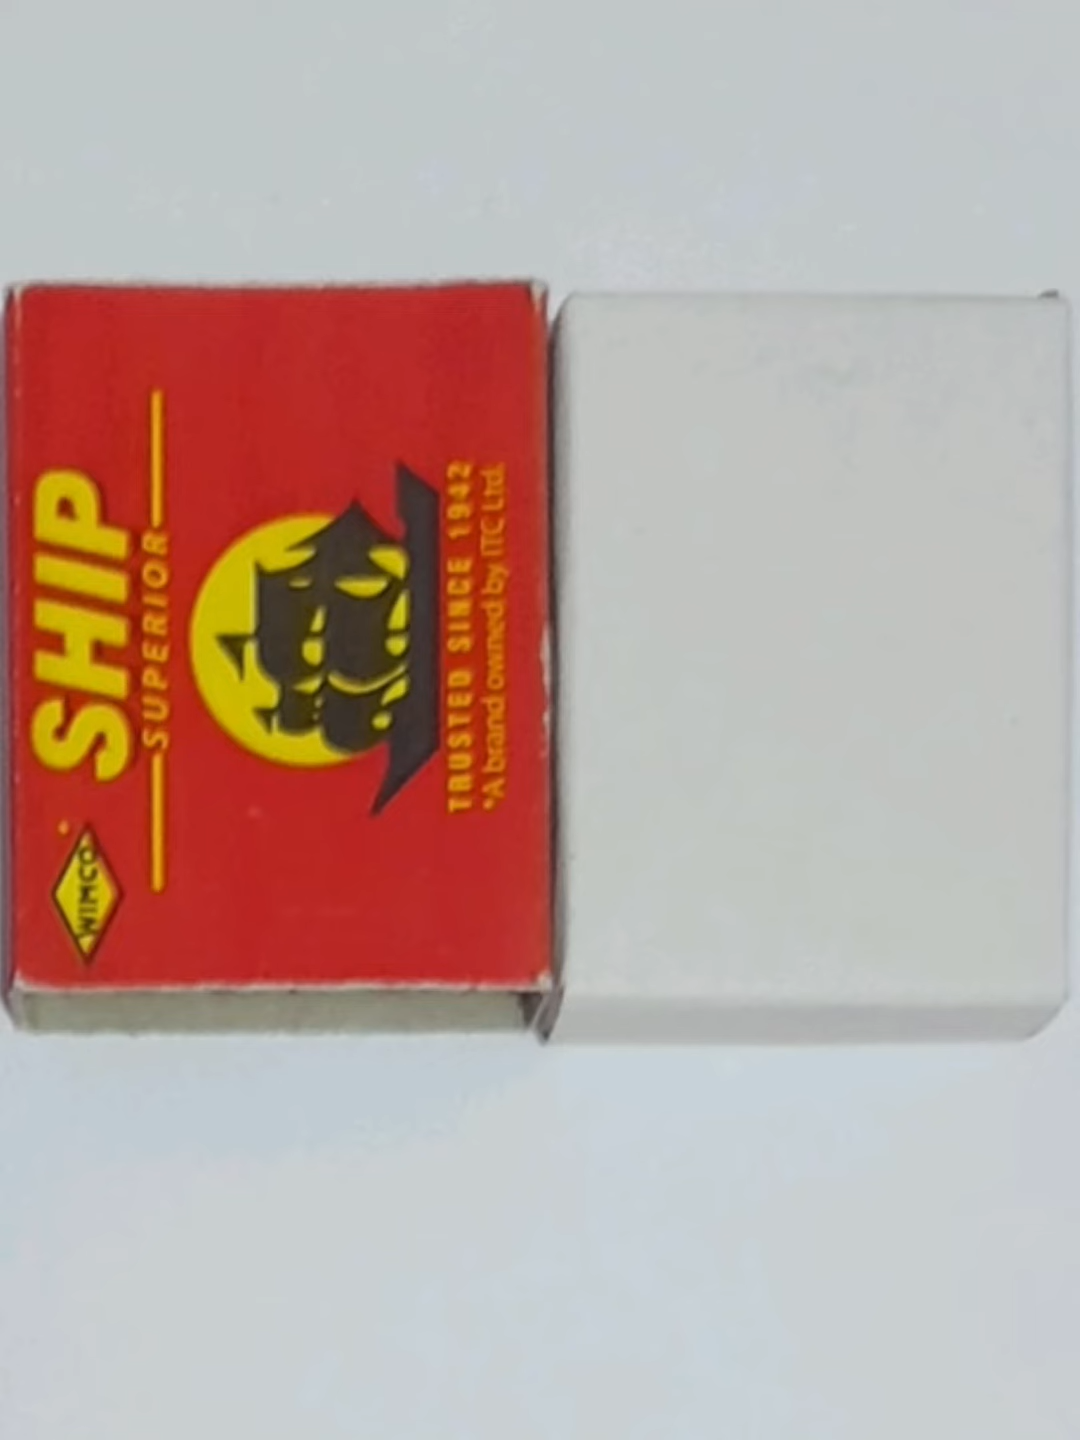 WIMCO
SHIP
SUPERIOR
TRUSTED SINCE 1942
*A brand owned by ITC Ltd.